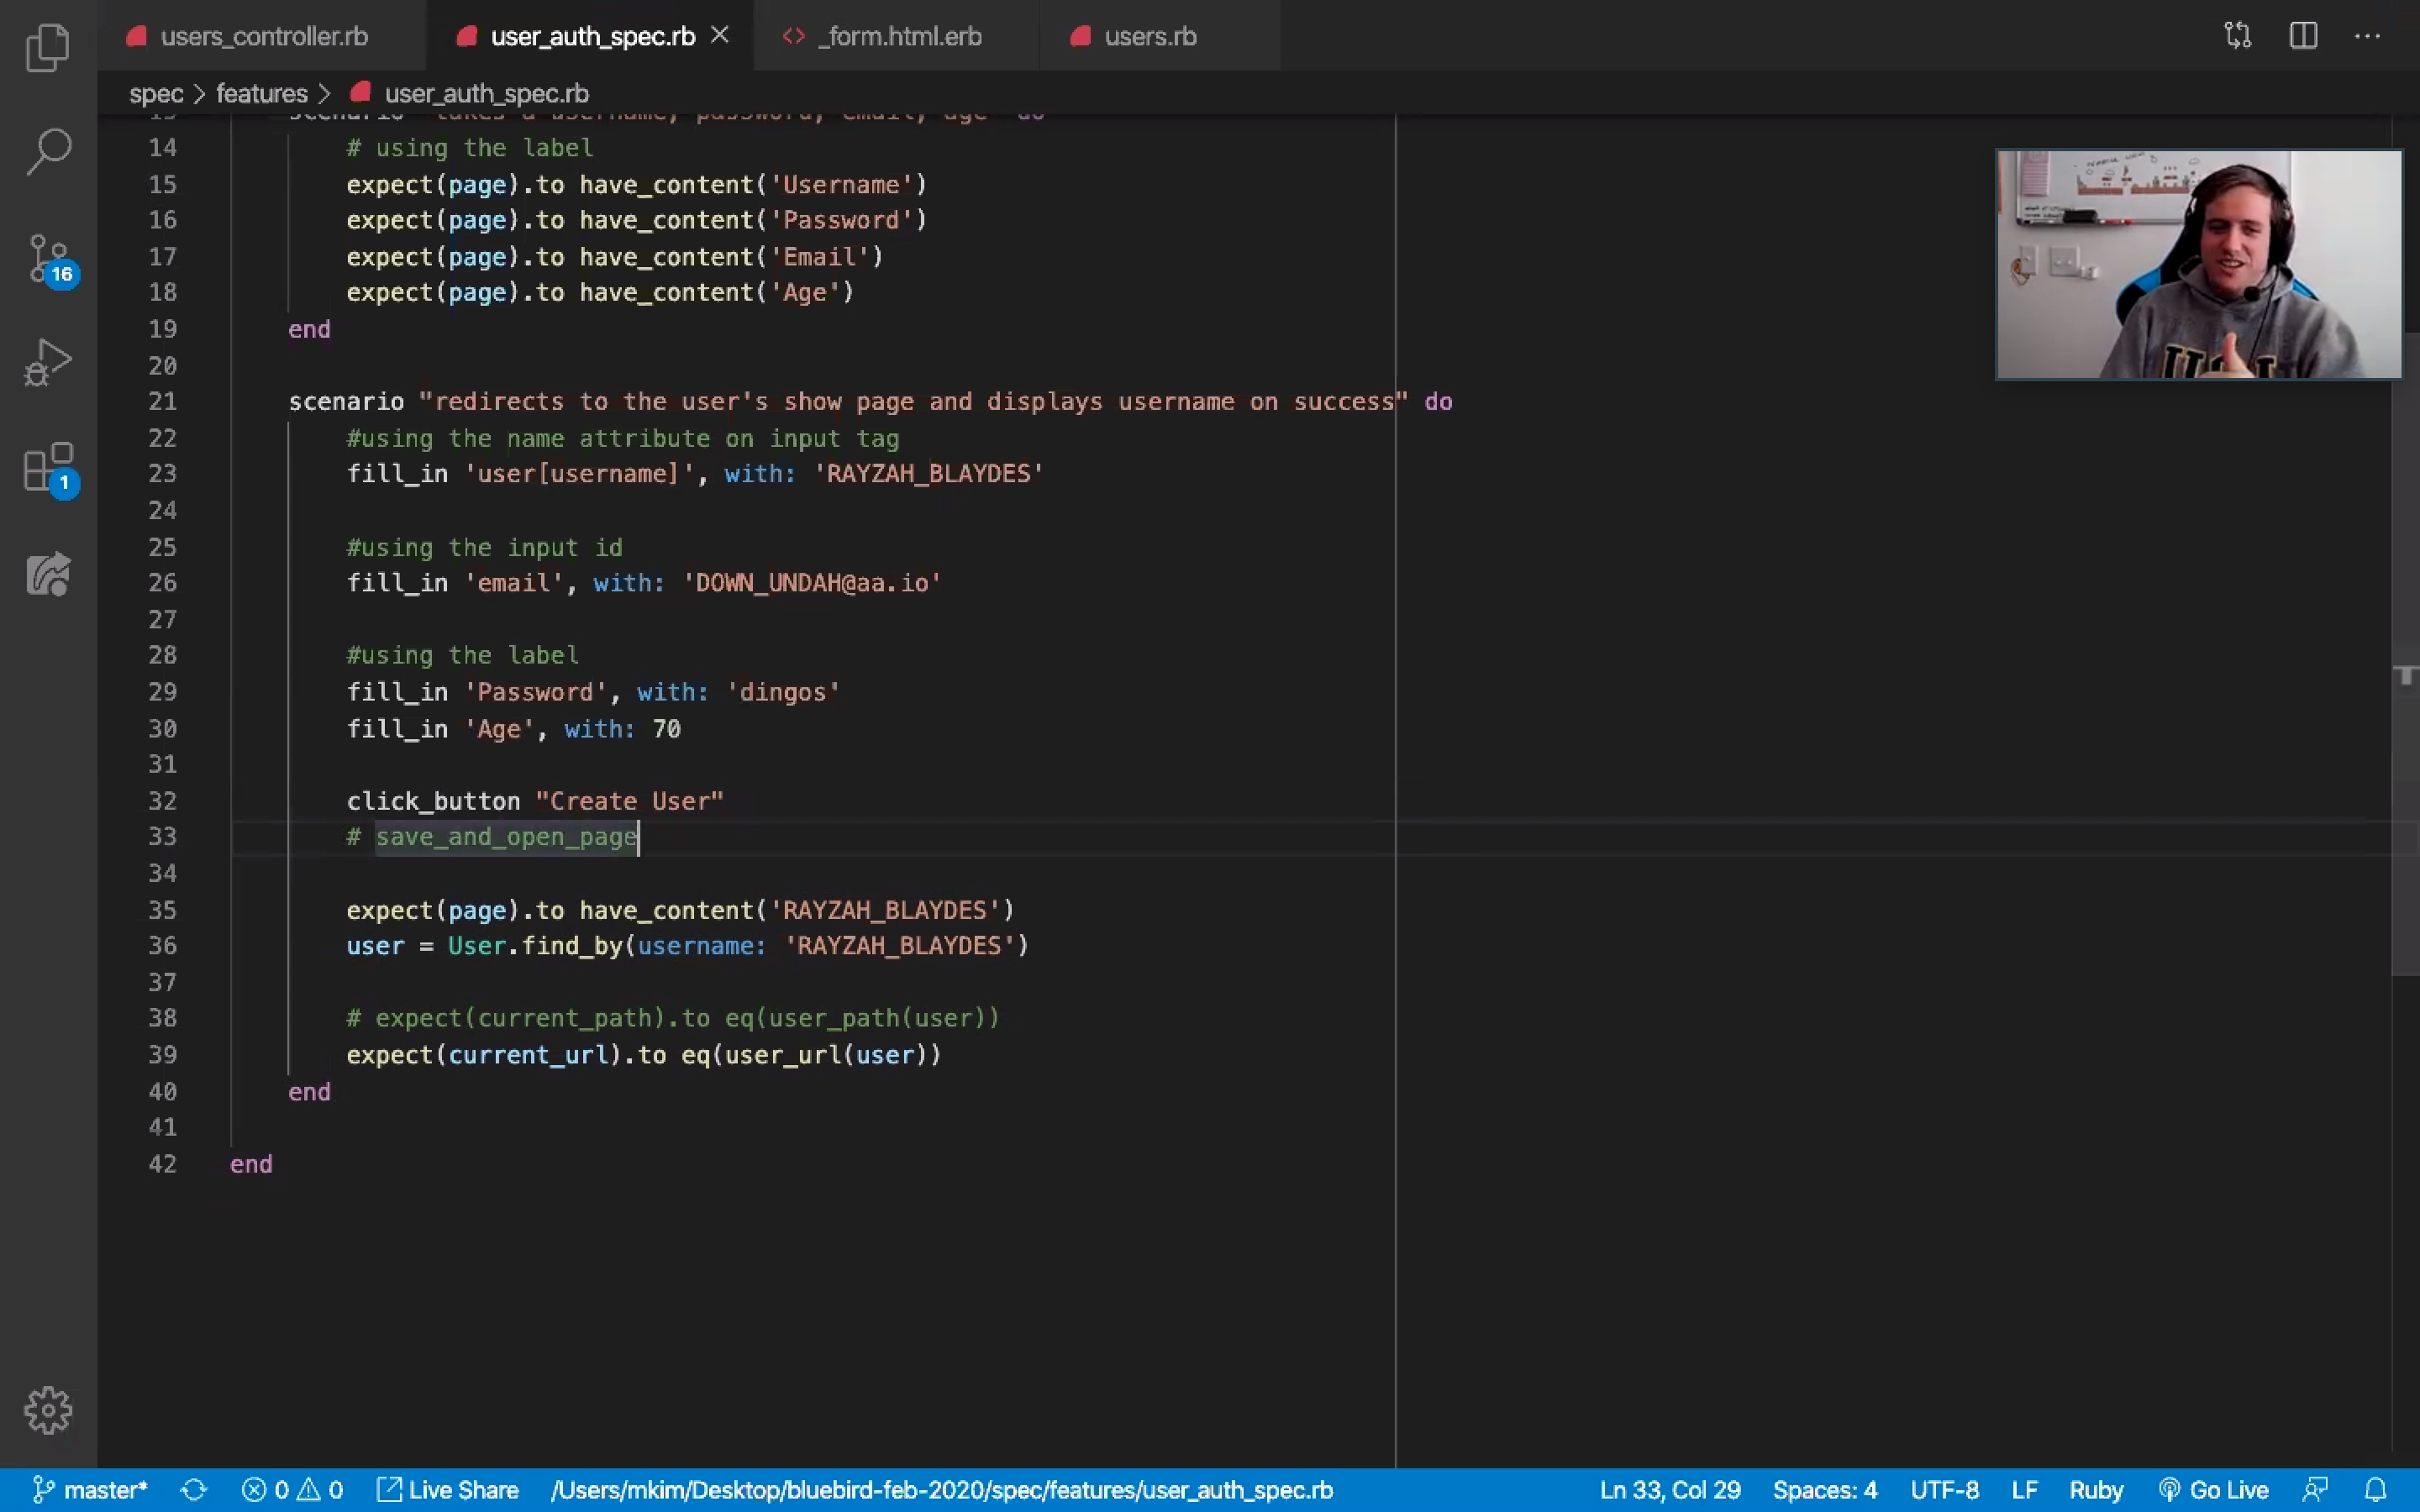 users_controller.rb
user_auth_spec.rb
_form.html.erb
users.rb
spec > features > user_auth_spec.rb
13 scenario "takes a username, password, email, age" do
14 # using the label
15 expect(page).to have_content('Username')
16 expect(page).to have_content('Password')
17 expect(page).to have_content('Email')
18 expect(page).to have_content('Age')
19 end
20
21 scenario "redirects to the user's show page and displays username on success" do
22 #using the name attribute on input tag
23 fill_in 'user[username]', with: 'RAYZAH_BLAYDES'
24
25 #using the input id
26 fill_in 'email', with: 'DOWN_UNDAH@aa.io'
27
28 #using the label
29 fill_in 'Password', with: 'dingos'
30 fill_in 'Age', with: 70
31
32 click_button "Create User"
33 # save_and_open_page
34
35 expect(page).to have_content('RAYZAH_BLAYDES')
36 user = User.find_by(username: 'RAYZAH_BLAYDES')
37
38 # expect(current_path).to eq(user_path(user))
39 expect(current_url).to eq(user_url(user))
40 end
41
42 end
16
1
master* 0 0 Live Share /Users/mkim/Desktop/bluebird-feb-2020/spec/features/user_auth_spec.rb Ln 33, Col 29 Spaces: 4 UTF-8 LF Ruby Go Live